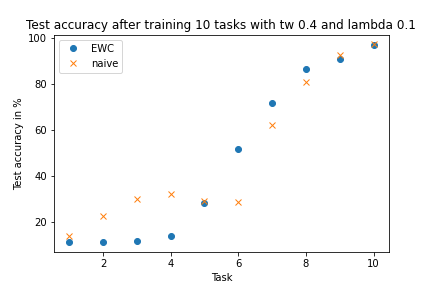 Test accuracy after training 10 tasks with tw 0.4 and lambda 0.1
EWC
naive
100
80
60
40
20
Test accuracy in %
2 4 6 8 10
Task